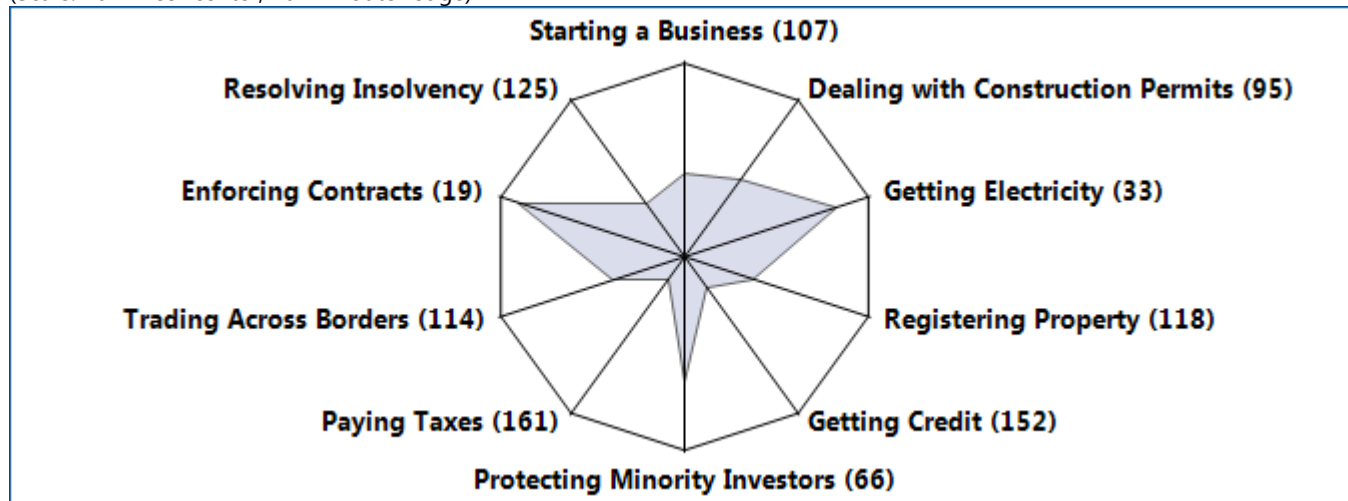 Starting a Business (107)
Resolving Insolvency (125)
Dealing with Construction Permits (95)
Enforcing Contracts (19)
Getting Electricity (33)
Trading Across Borders (114)
Registering Property (118)
Paying Taxes (161)
Getting Credit (152)
Protecting Minority Investors (66)